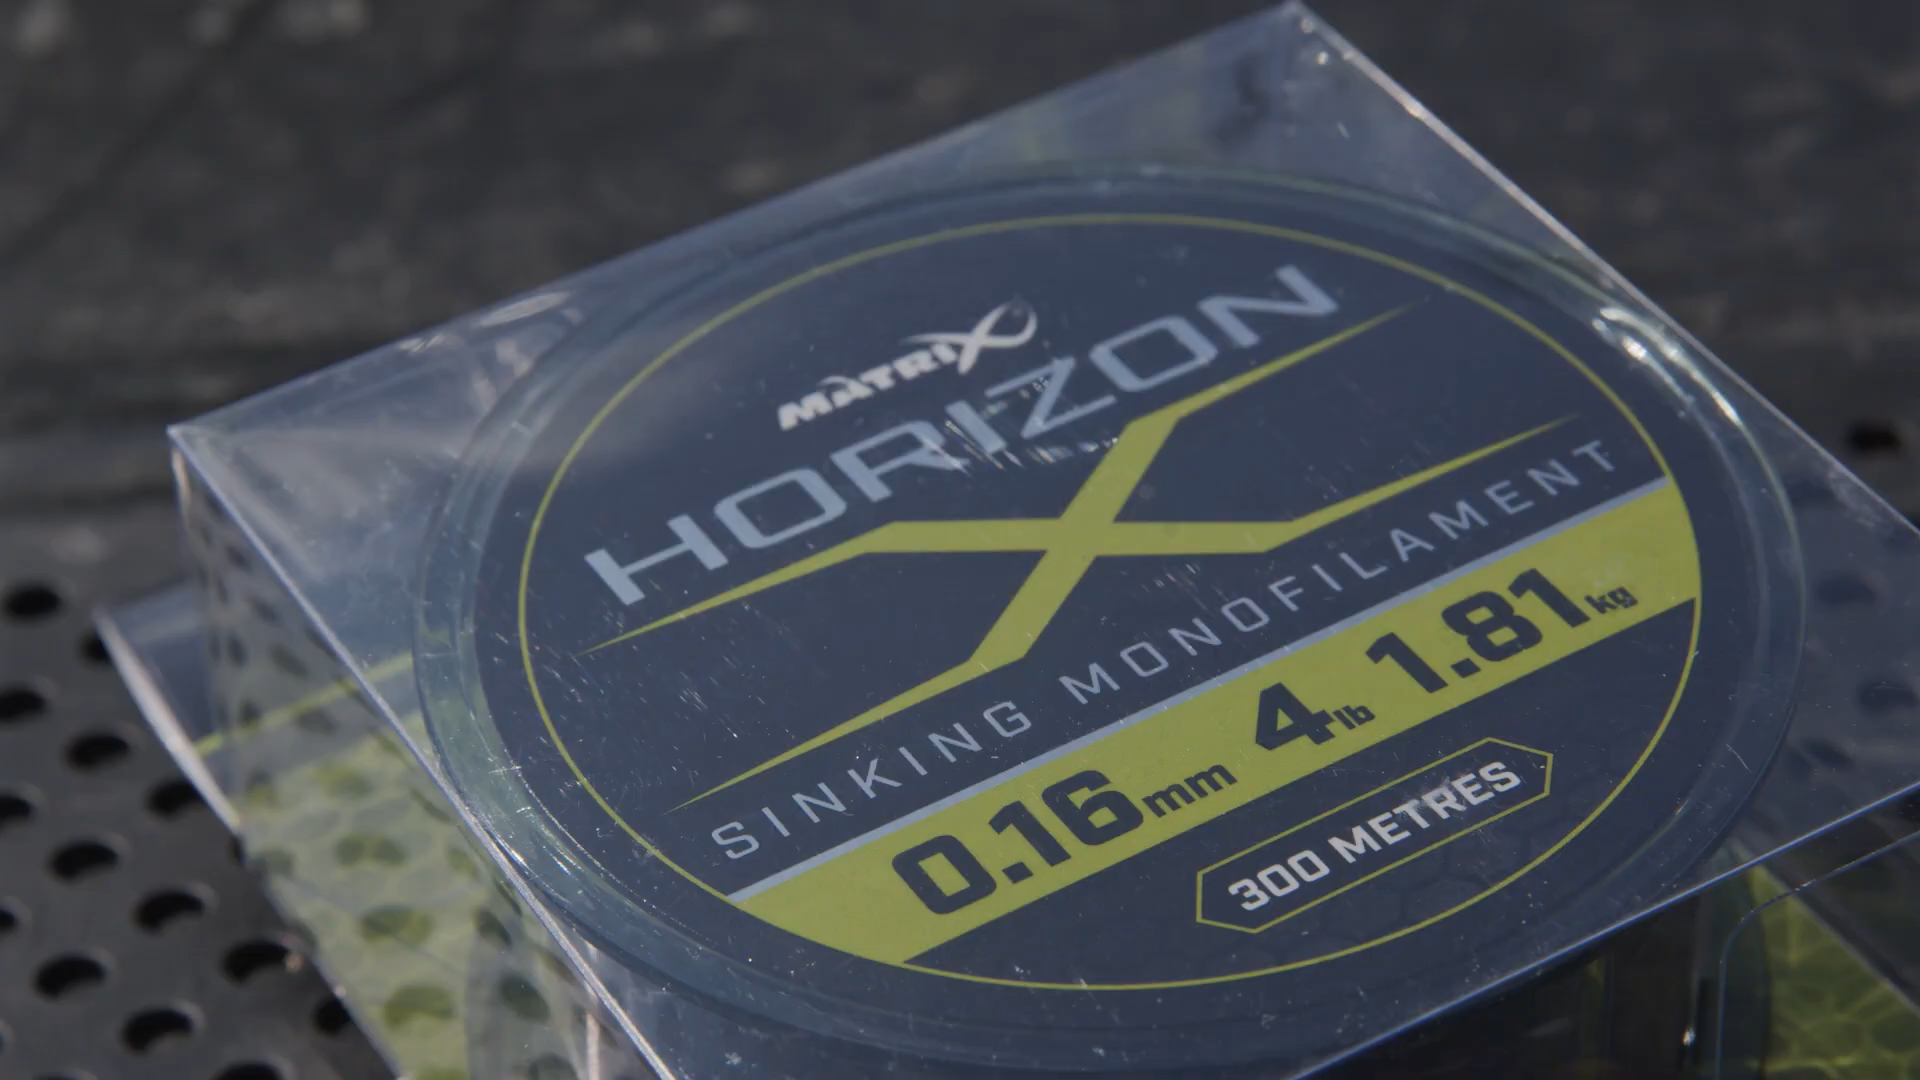 MATRIX
HORIZON
X
SINKING MONOFILAMENT
0.16mm 4lb 1.81kg
300 METRES